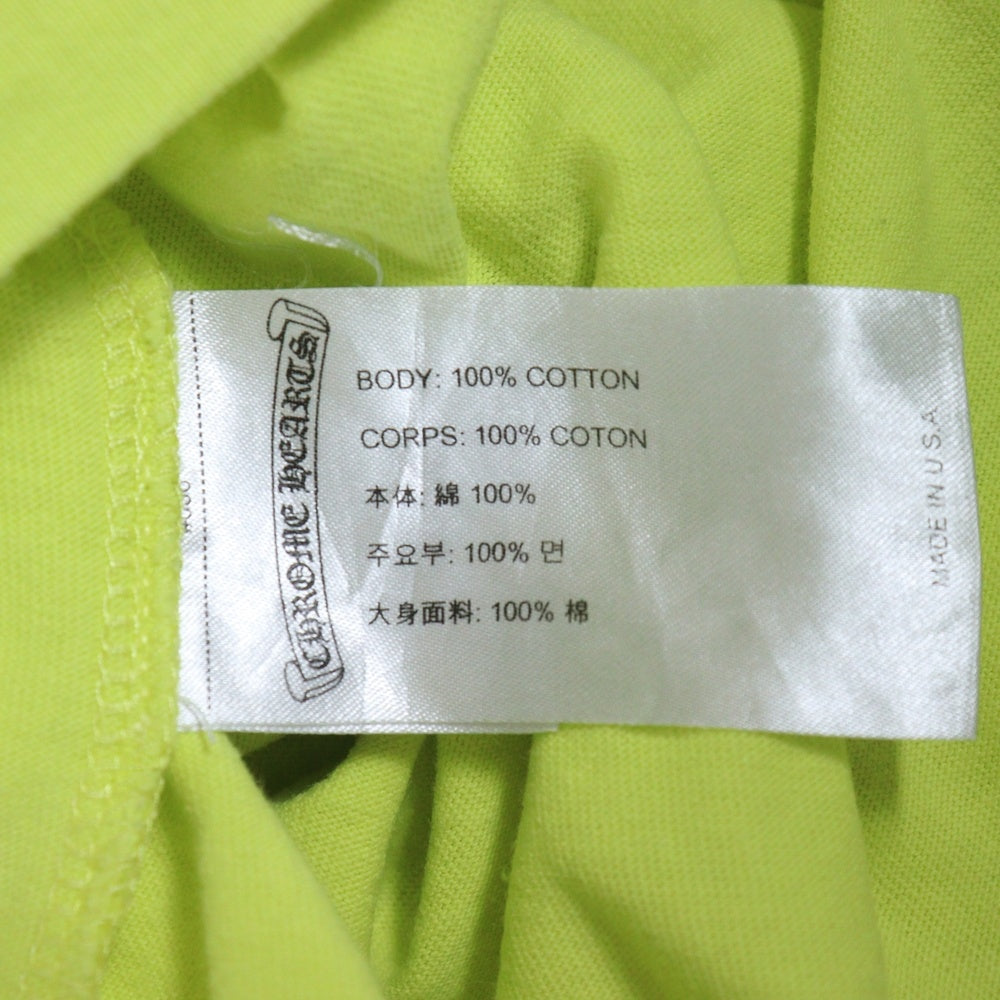 CHROME HEARTS
BODY: 100% COTTON
CORPS: 100% COTON
本体: 綿 100%
주요부: 100% 면
大身面料: 100% 棉
MADE IN U.S.A